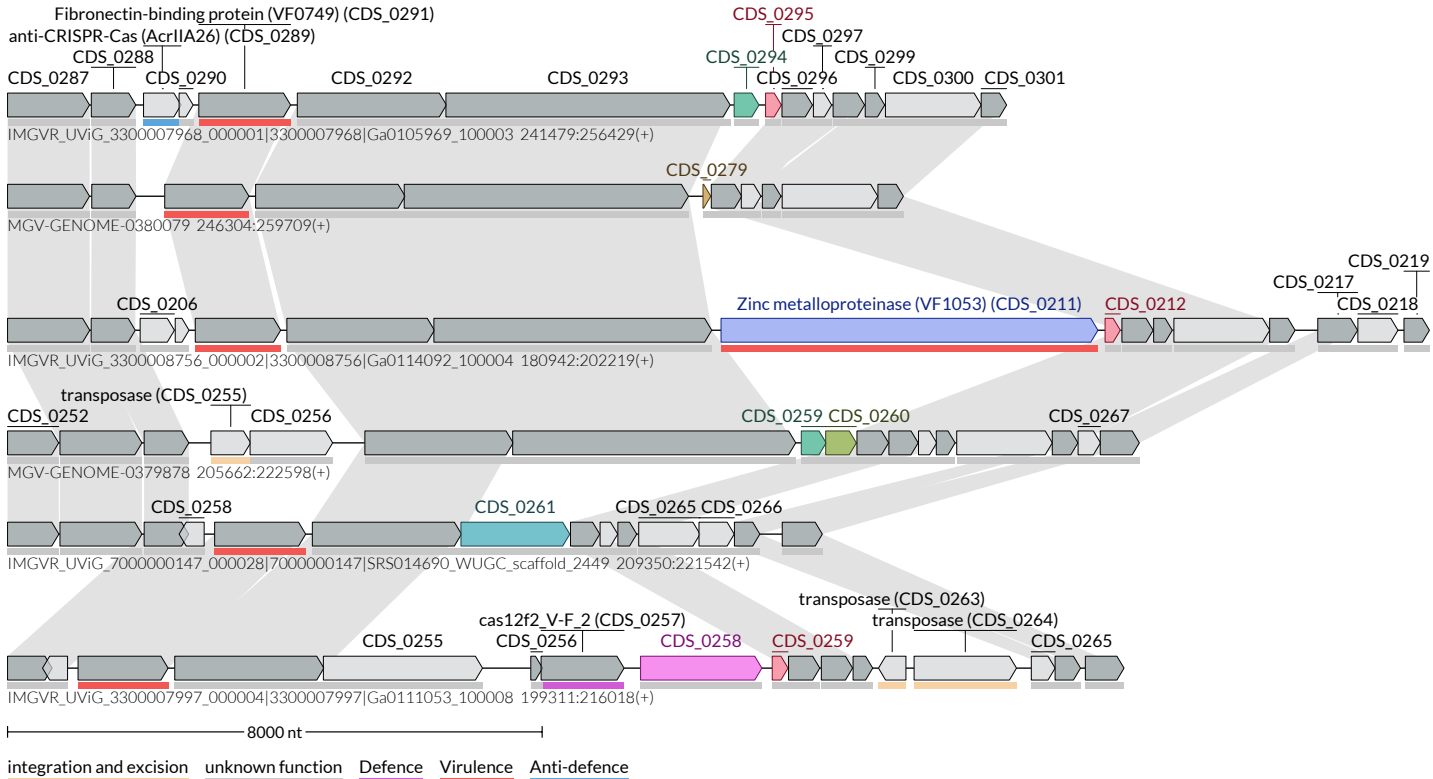 Fibronectin-binding protein (VF0749) (CDS_0291)
CDS_0295
anti-CRISPR-Cas (AcrIIA26) (CDS_0289)
CDS_0297
CDS_0288
CDS_0294
CDS_0299
CDS_0287
CDS_0290
CDS_0292
CDS_0293
CDS_0296
CDS_0300
CDS_0301
IMGVR_UViG_3300007968_000001|3300007968|Ga0105969_100003 241479:256429(+)
CDS_0279
MGV-GENOME-0380079 246304:259709(+)
CDS_0219
CDS_0217
CDS_0206
Zinc metalloproteinase (VF1053) (CDS_0211)
CDS_0212
CDS_0218
IMGVR_UViG_3300008756_000002|3300008756|Ga0114092_100004 180942:202219(+)
transposase (CDS_0255)
CDS_0252
CDS_0256
CDS_0259
CDS_0260
CDS_0267
MGV-GENOME-0379878 205662:222598(+)
CDS_0258
CDS_0261
CDS_0265
CDS_0266
IMGVR_UViG_7000000147_000028|7000000147|SRS014690_WUGC_scaffold_2449 209350:221542(+)
transposase (CDS_0263)
cas12f2_V-F_2 (CDS_0257)
transposase (CDS_0264)
CDS_0255
CDS_0256
CDS_0258
CDS_0259
CDS_0265
IMGVR_UViG_3300007997_000004|3300007997|Ga0111053_100008 199311:216018(+)
8000 nt
integration and excision unknown function Defence Virulence Anti-defence